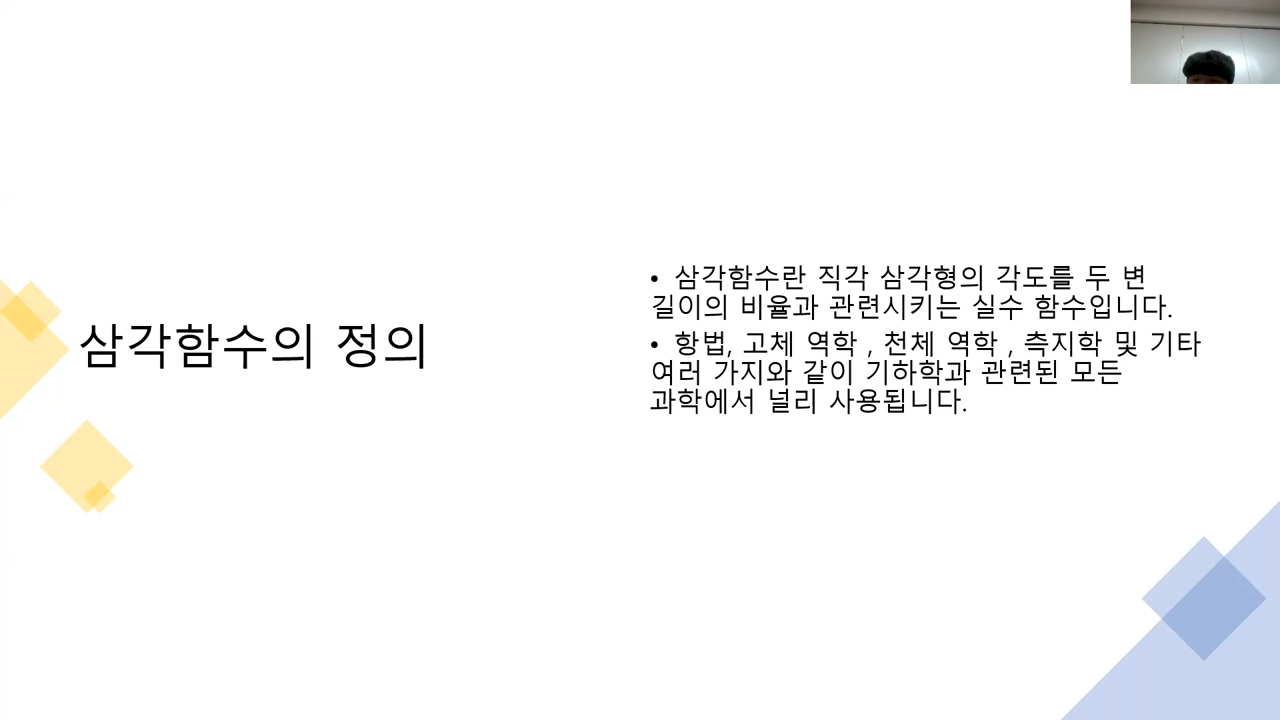 삼각함수의 정의
• 삼각함수란 직각 삼각형의 각도를 두 변
길이의 비율과 관련시키는 실수 함수입니다.
• 항법, 고체 역학 , 천체 역학 , 측지학 및 기타
여러 가지와 같이 기하학과 관련된 모든
과학에서 널리 사용됩니다.